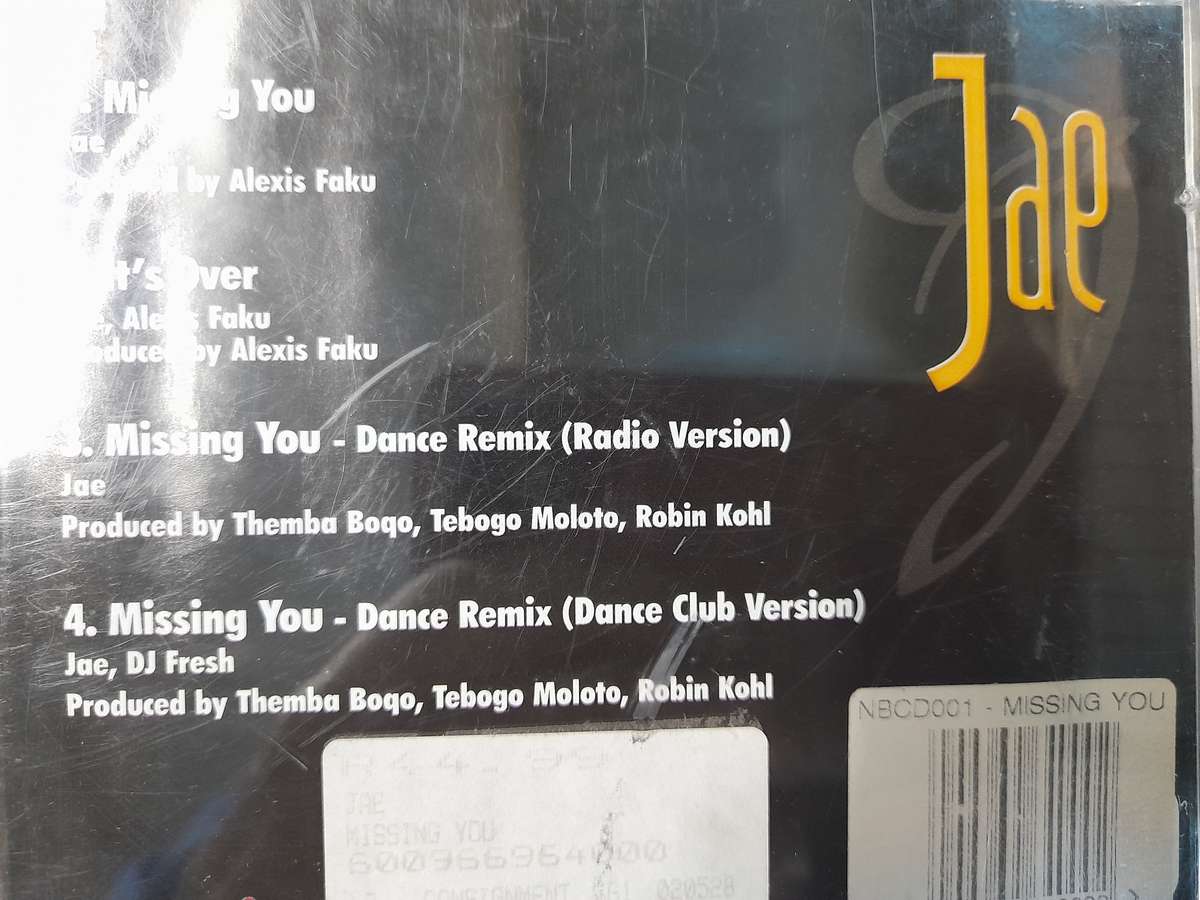 You
by Alexis Faku
Jae
It's Over
Faku
by Alexis Faku
3. Missing You - Dance Remix (Radio Version)
Jae
Produced by Themba Boqo, Tebogo Moloto, Robin Kohl
4. Missing You - Dance Remix (Dance Club Version)
Jae, DJ Fresh
Produced by Themba Boqo, Tebogo Moloto, Robin Kohl
NBCD001 - MISSING YOU
JAE
MISSING YOU
CONSIGNMENT
020528